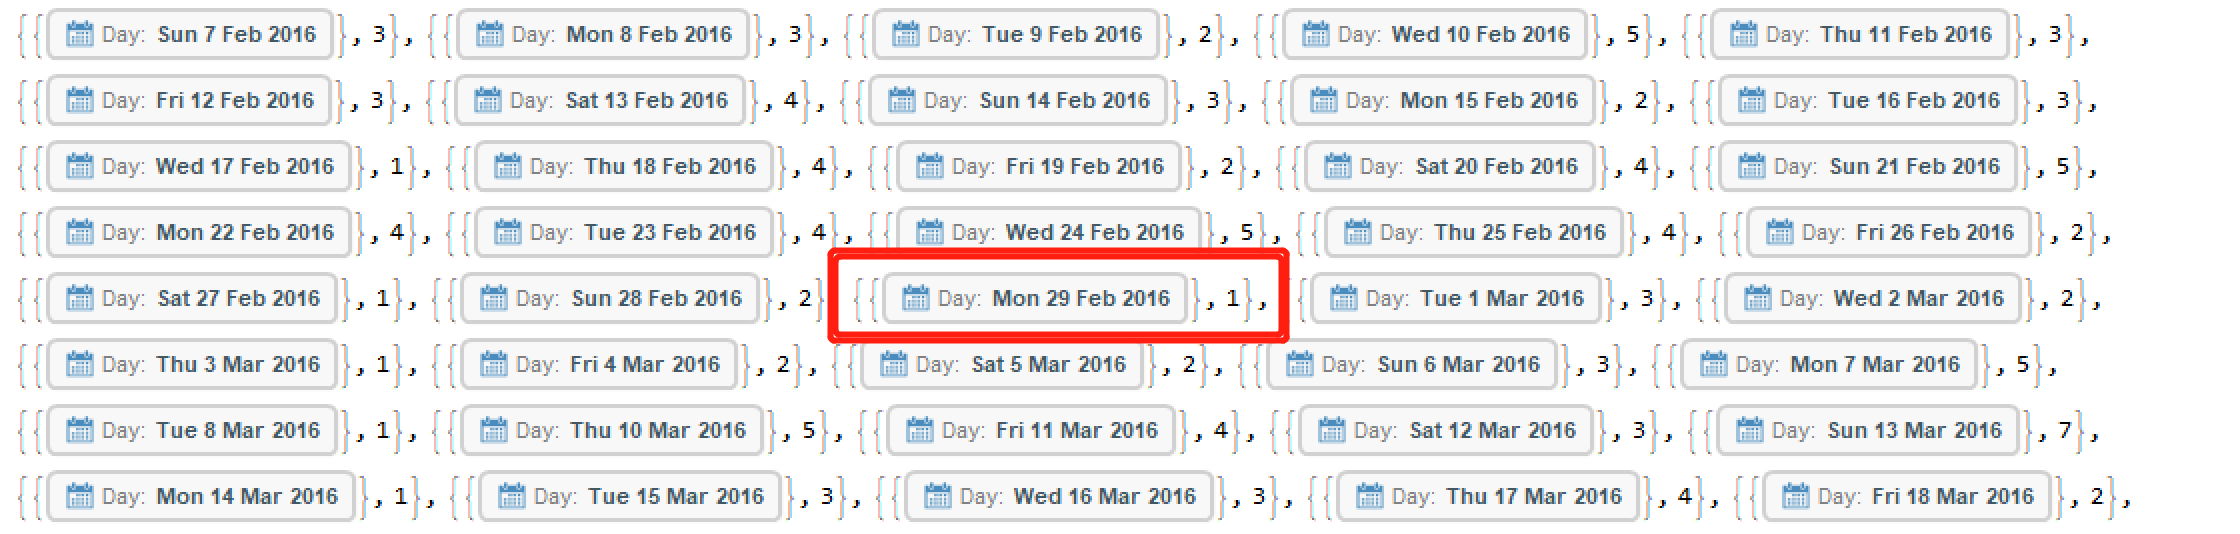 {{Day: Sun 7 Feb 2016}, 3}, {{Day: Mon 8 Feb 2016}, 3}, {{Day: Tue 9 Feb 2016}, 2}, {{Day: Wed 10 Feb 2016}, 5}, {{Day: Thu 11 Feb 2016}, 3},
{{Day: Fri 12 Feb 2016}, 3}, {{Day: Sat 13 Feb 2016}, 4}, {{Day: Sun 14 Feb 2016}, 3}, {{Day: Mon 15 Feb 2016}, 2}, {{Day: Tue 16 Feb 2016}, 3},
{{Day: Wed 17 Feb 2016}, 1}, {{Day: Thu 18 Feb 2016}, 4}, {{Day: Fri 19 Feb 2016}, 2}, {{Day: Sat 20 Feb 2016}, 4}, {{Day: Sun 21 Feb 2016}, 5},
{{Day: Mon 22 Feb 2016}, 4}, {{Day: Tue 23 Feb 2016}, 4}, {{Day: Wed 24 Feb 2016}, 5}, {{Day: Thu 25 Feb 2016}, 4}, {{Day: Fri 26 Feb 2016}, 2},
{{Day: Sat 27 Feb 2016}, 1}, {{Day: Sun 28 Feb 2016}, 2} {{Day: Mon 29 Feb 2016}, 1}, {Day: Tue 1 Mar 2016}, 3}, {{Day: Wed 2 Mar 2016}, 2},
{{Day: Thu 3 Mar 2016}, 1}, {{Day: Fri 4 Mar 2016}, 2}, {{Day: Sat 5 Mar 2016}, 2}, {{Day: Sun 6 Mar 2016}, 3}, {{Day: Mon 7 Mar 2016}, 5},
{{Day: Tue 8 Mar 2016}, 1}, {{Day: Thu 10 Mar 2016}, 5}, {{Day: Fri 11 Mar 2016}, 4}, {{Day: Sat 12 Mar 2016}, 3}, {{Day: Sun 13 Mar 2016}, 7},
{{Day: Mon 14 Mar 2016}, 1}, {{Day: Tue 15 Mar 2016}, 3}, {{Day: Wed 16 Mar 2016}, 3}, {{Day: Thu 17 Mar 2016}, 4}, {{Day: Fri 18 Mar 2016}, 2},